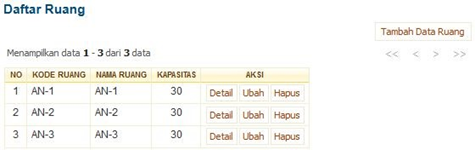 Daftar Ruang
Tambah Data Ruang
Menampilkan data 1 - 3 dari 3 data << < > >>
NO KODE RUANG NAMA RUANG KAPASITAS AKSI
1 AN-1 AN-1 30 Detail Ubah Hapus
2 AN-2 AN-2 30 Detail Ubah Hapus
3 AN-3 AN-3 30 Detail Ubah Hapus